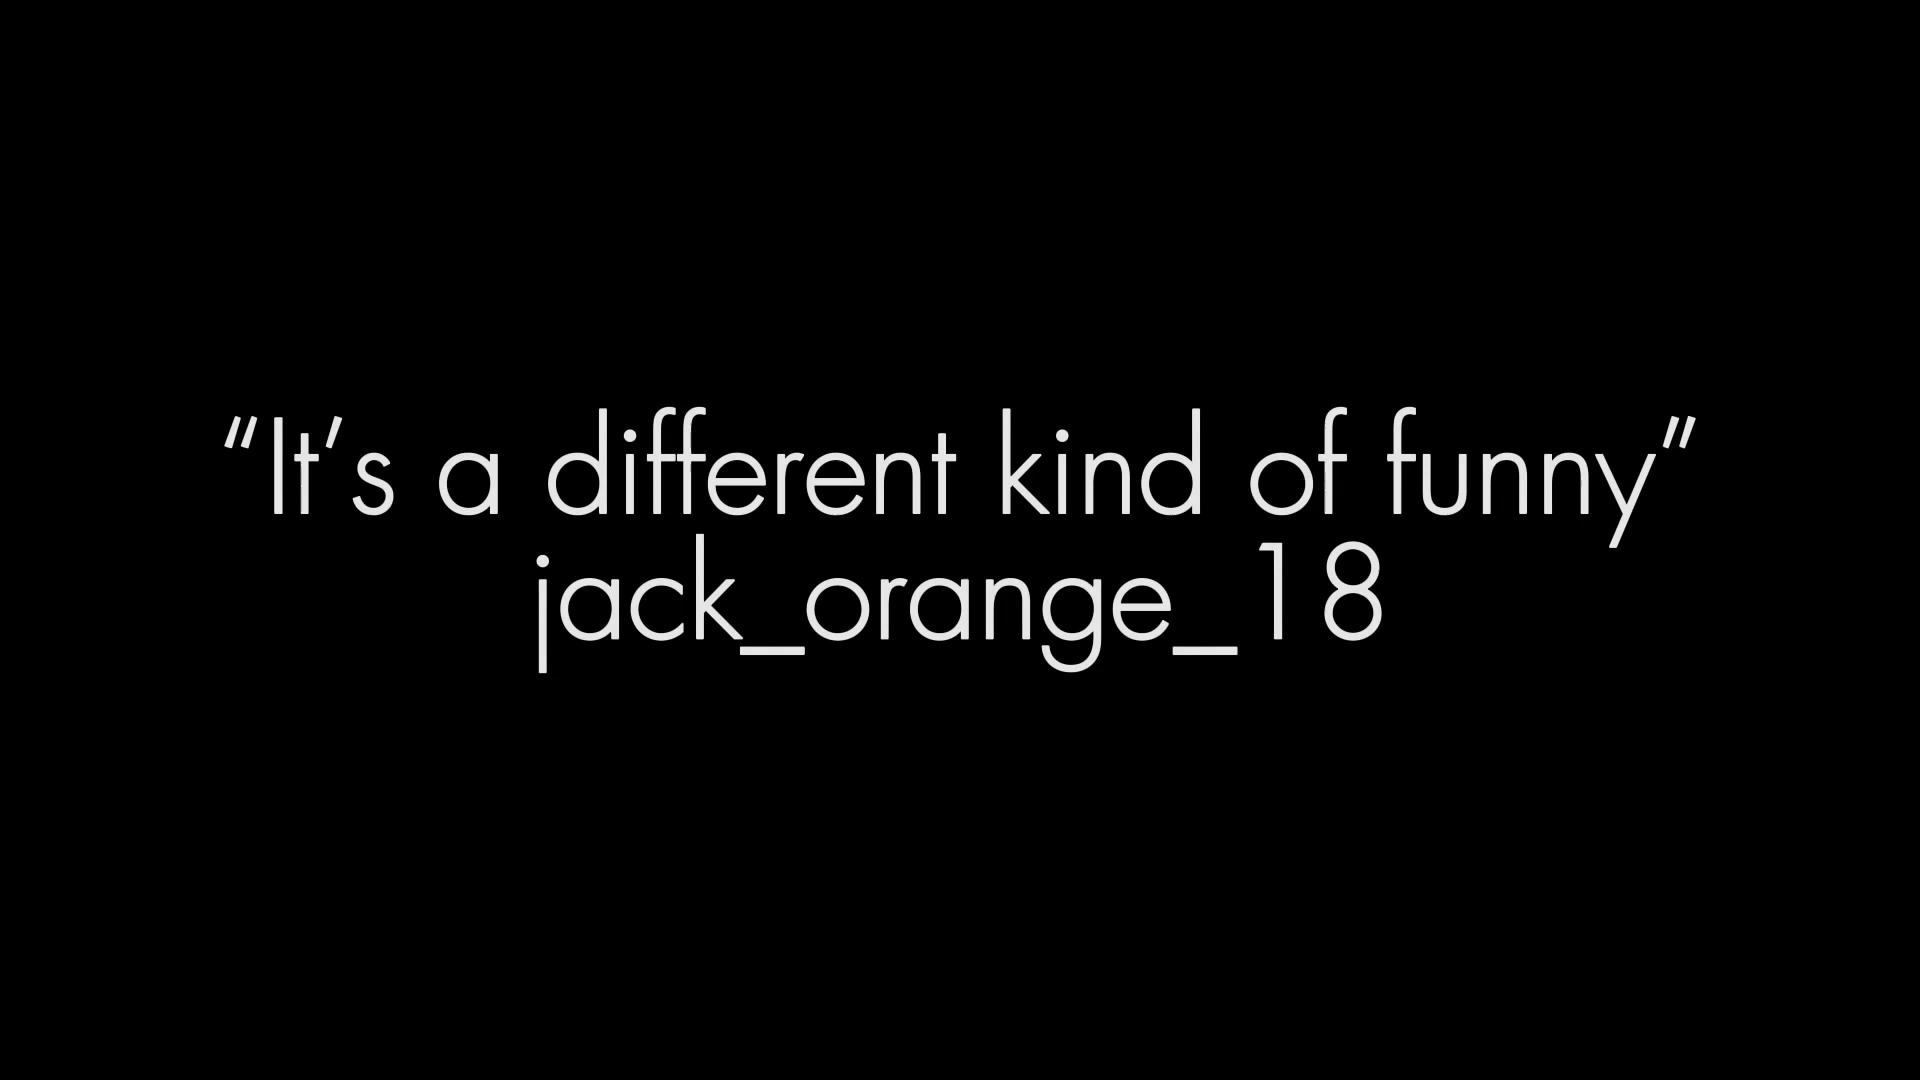 “It’s a different kind of funny”
jack_orange_18